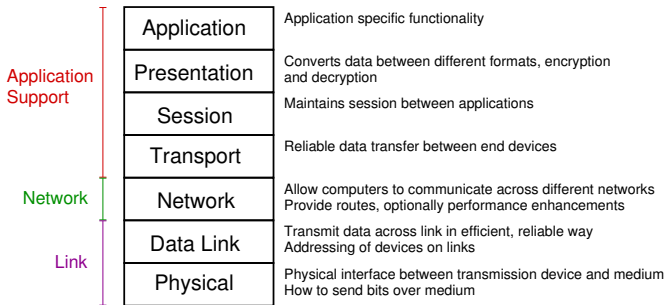 Application
Application specific functionality
Presentation
Converts data between different formats, encryption
and decryption
Application
Support
Session
Maintains session between applications
Transport
Reliable data transfer between end devices
Network
Network
Allow computers to communicate across different networks
Provide routes, optionally performance enhancements
Data Link
Transmit data across link in efficient, reliable way
Addressing of devices on links
Link
Physical
Physical interface between transmission device and medium
How to send bits over medium